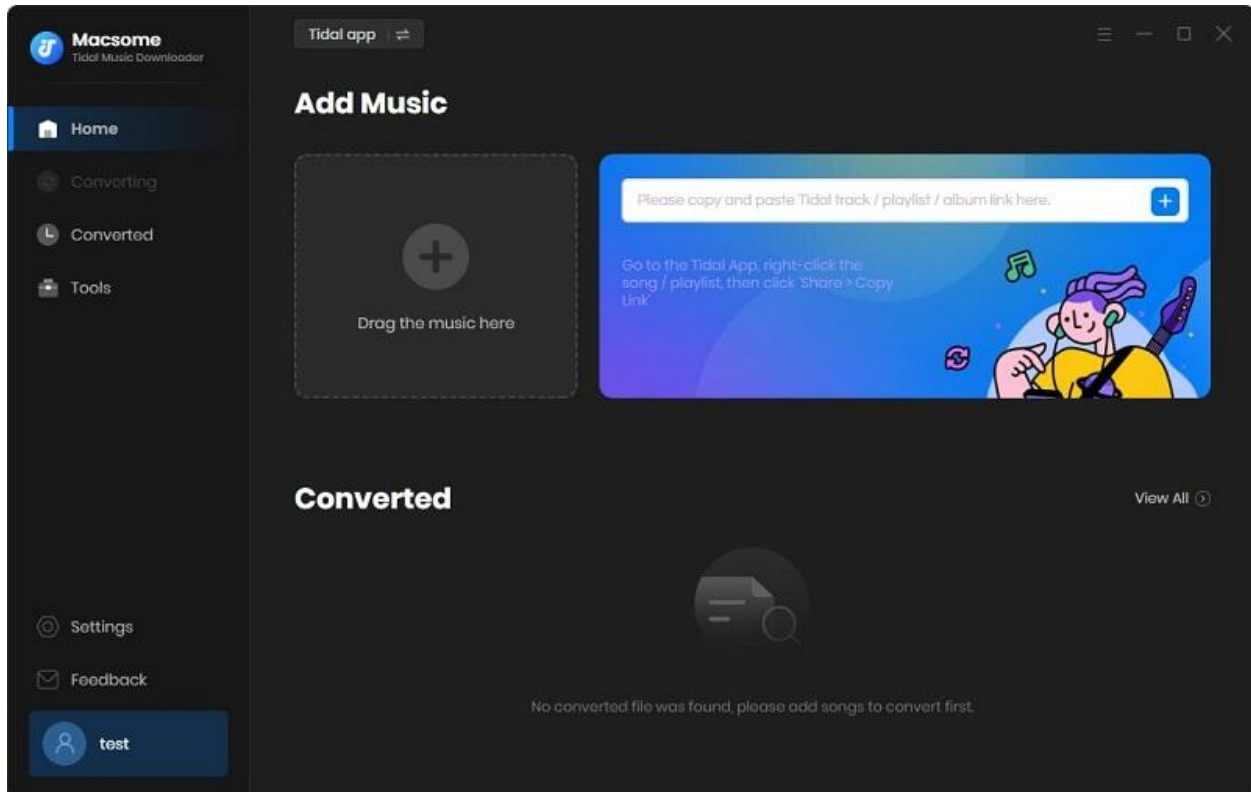 Macsome
Tidal Music Downloader
Tidal app
Home
Converting
Converted
Tools
Add Music
Drag the music here
Please copy and paste Tidal track / playlist / album link here.
Go to the Tidal App, right-click the
song / playlist, then click 'Share > Copy
Link'
Converted
View All
No converted file was found, please add songs to convert first.
Settings
Feedback
test